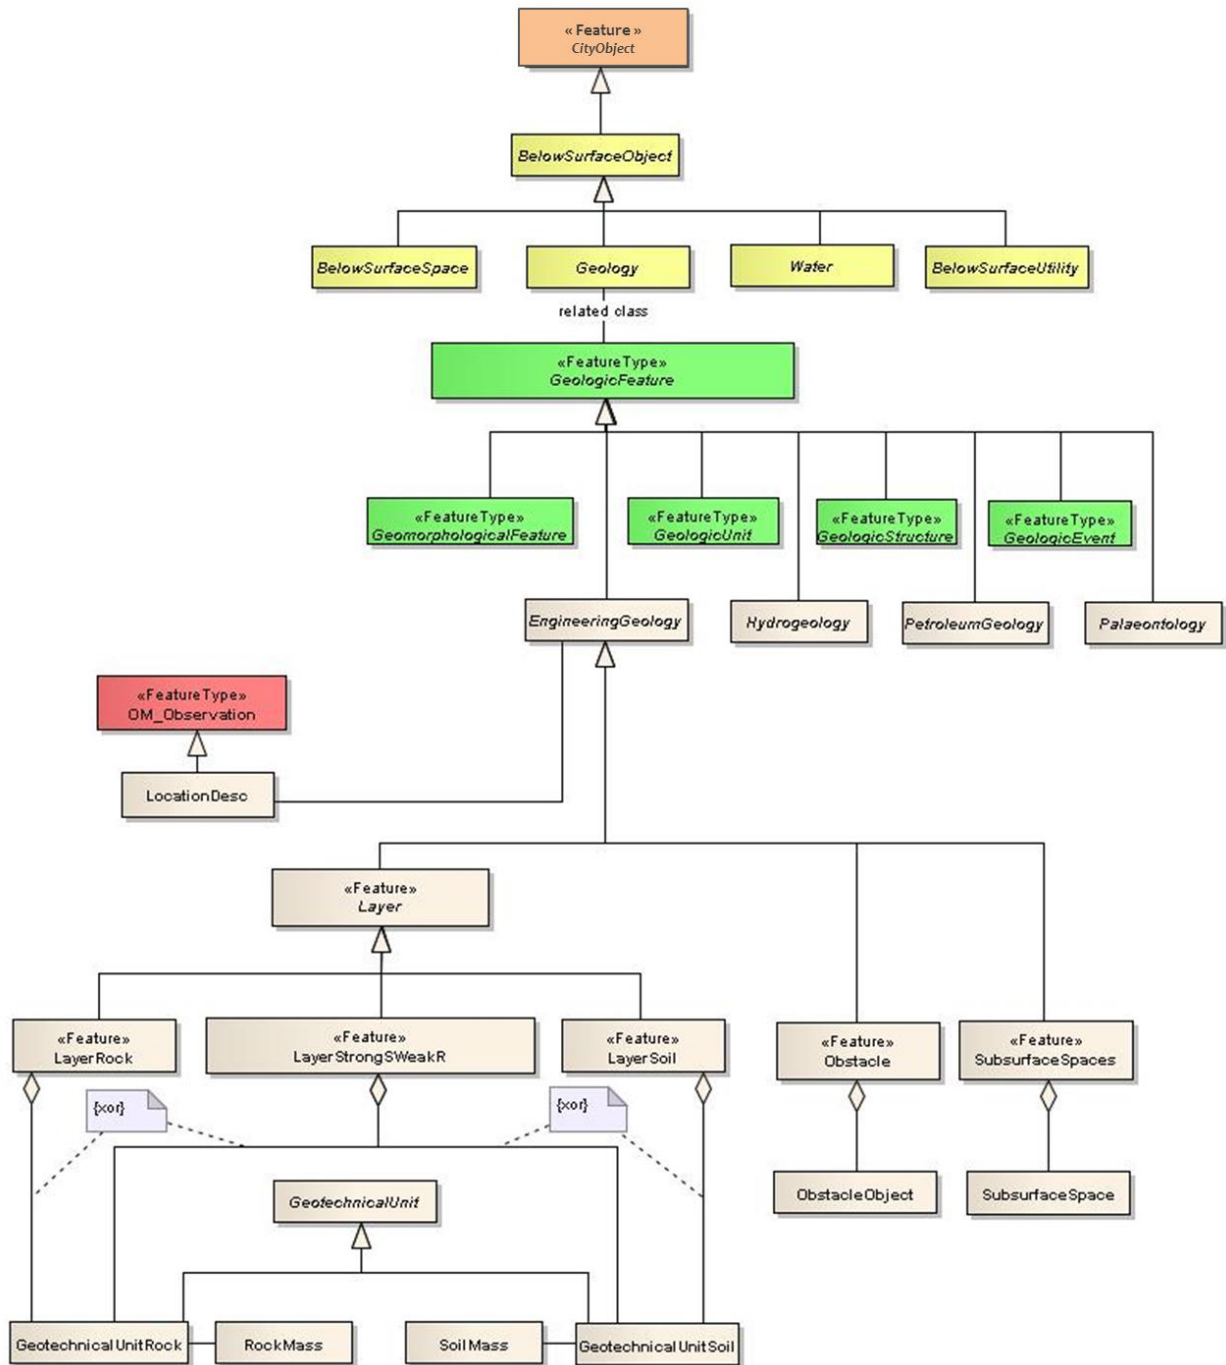 « Feature »
CityObject
BelowSurfaceObject
BelowSurfaceSpace
Geology
Water
BelowSurfaceUtility
related class
«FeatureType»
GeologicFeature
«FeatureType»
GeomorphologicalFeature
«FeatureType»
GeologicUnit
«FeatureType»
GeologicStructure
«FeatureType»
GeologicEvent
EngineeringGeology
Hydrogeology
PetroleumGeology
Palaeontology
«FeatureType»
OM_Observation
LocationDesc
«Feature»
Layer
«Feature»
LayerRock
«Feature»
LayerStrongSWeakR
«Feature»
LayerSoil
«Feature»
Obstacle
«Feature»
SubsurfaceSpaces
{xor}
{xor}
GeotechnicalUnit
ObstacleObject
SubsurfaceSpace
GeotechnicalUnitRock
RockMass
SoilMass
GeotechnicalUnitSoil